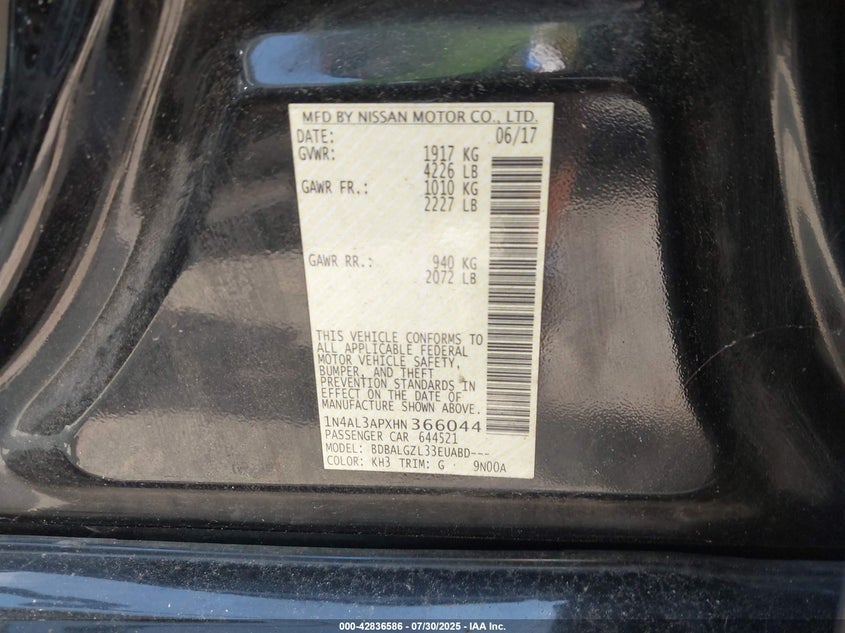 MFD BY NISSAN MOTOR CO., LTD.
DATE: 06/17
GVWR: 1917 KG
4226 LB
GAWR FR.: 1010 KG
2227 LB
GAWR RR.: 940 KG
2072 LB
THIS VEHICLE CONFORMS TO
ALL APPLICABLE FEDERAL
MOTOR VEHICLE SAFETY,
BUMPER, AND THEFT
PREVENTION STANDARDS IN
EFFECT ON THE DATE OF
MANUFACTURE SHOWN ABOVE.
1N4AL3APXHN366044
PASSENGER CAR 644521
MODEL: BDBALGZL33EUABD---
COLOR: KH3 TRIM: G 9N00A
000-42836586 - 07/30/2025 - IAA Inc.